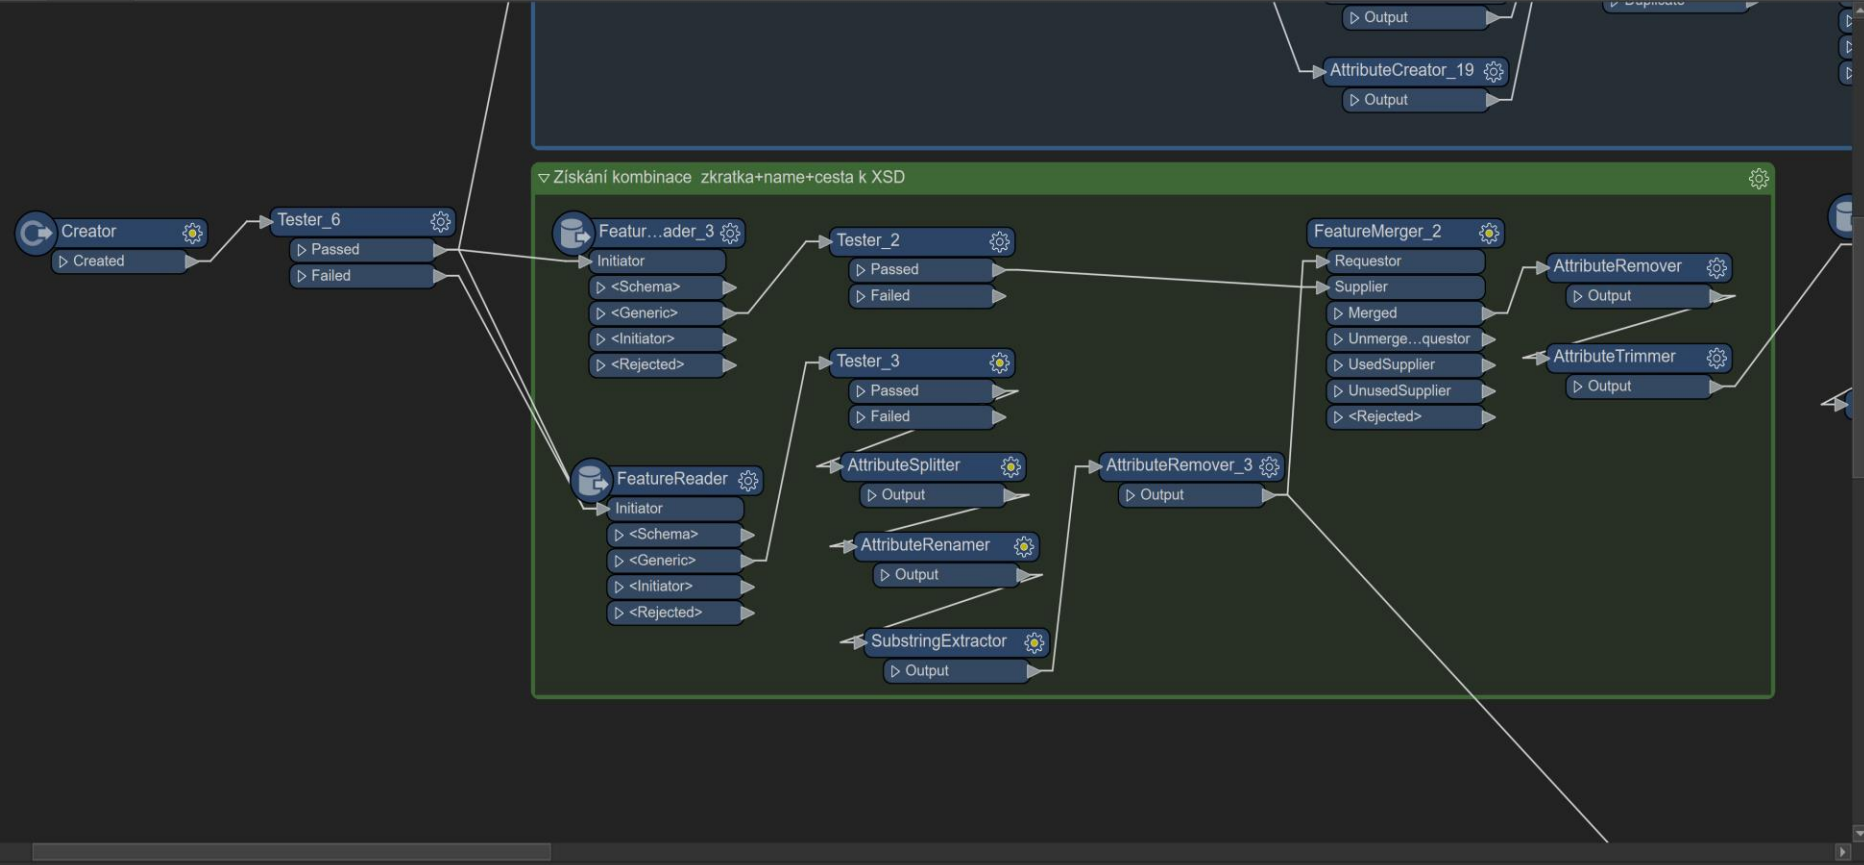 Output
AttributeCreator_19
Output
Získání kombinace  zkratka+name+cesta k XSD
Creator
Created
Tester_6
Passed
Failed
Featur...ader_3
Initiator
<Schema>
<Generic>
<Initiator>
<Rejected>
Tester_2
Passed
Failed
Tester_3
Passed
Failed
AttributeSplitter
Output
AttributeRenamer
Output
SubstringExtractor
Output
FeatureReader
Initiator
<Schema>
<Generic>
<Initiator>
<Rejected>
AttributeRemover_3
Output
FeatureMerger_2
Requestor
Supplier
Merged
Unmerge...questor
UsedSupplier
UnusedSupplier
<Rejected>
AttributeRemover
Output
AttributeTrimmer
Output